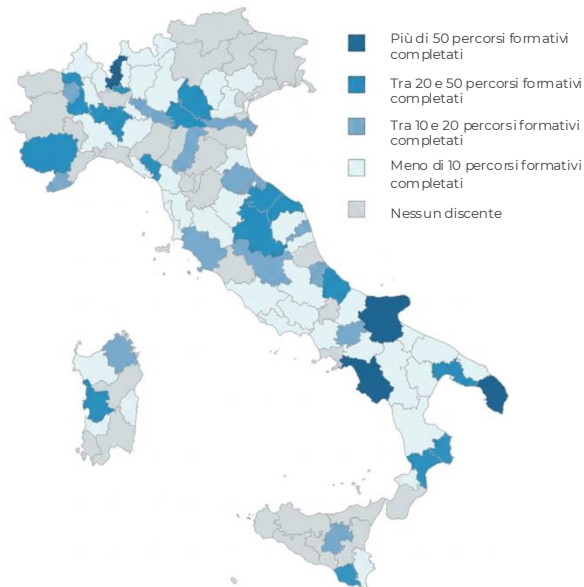 Più di 50 percorsi formativi
completati
Tra 20 e 50 percorsi formativi
completati
Tra 10 e 20 percorsi formativi
completati
Meno di 10 percorsi formativi
completati
Nessun discente